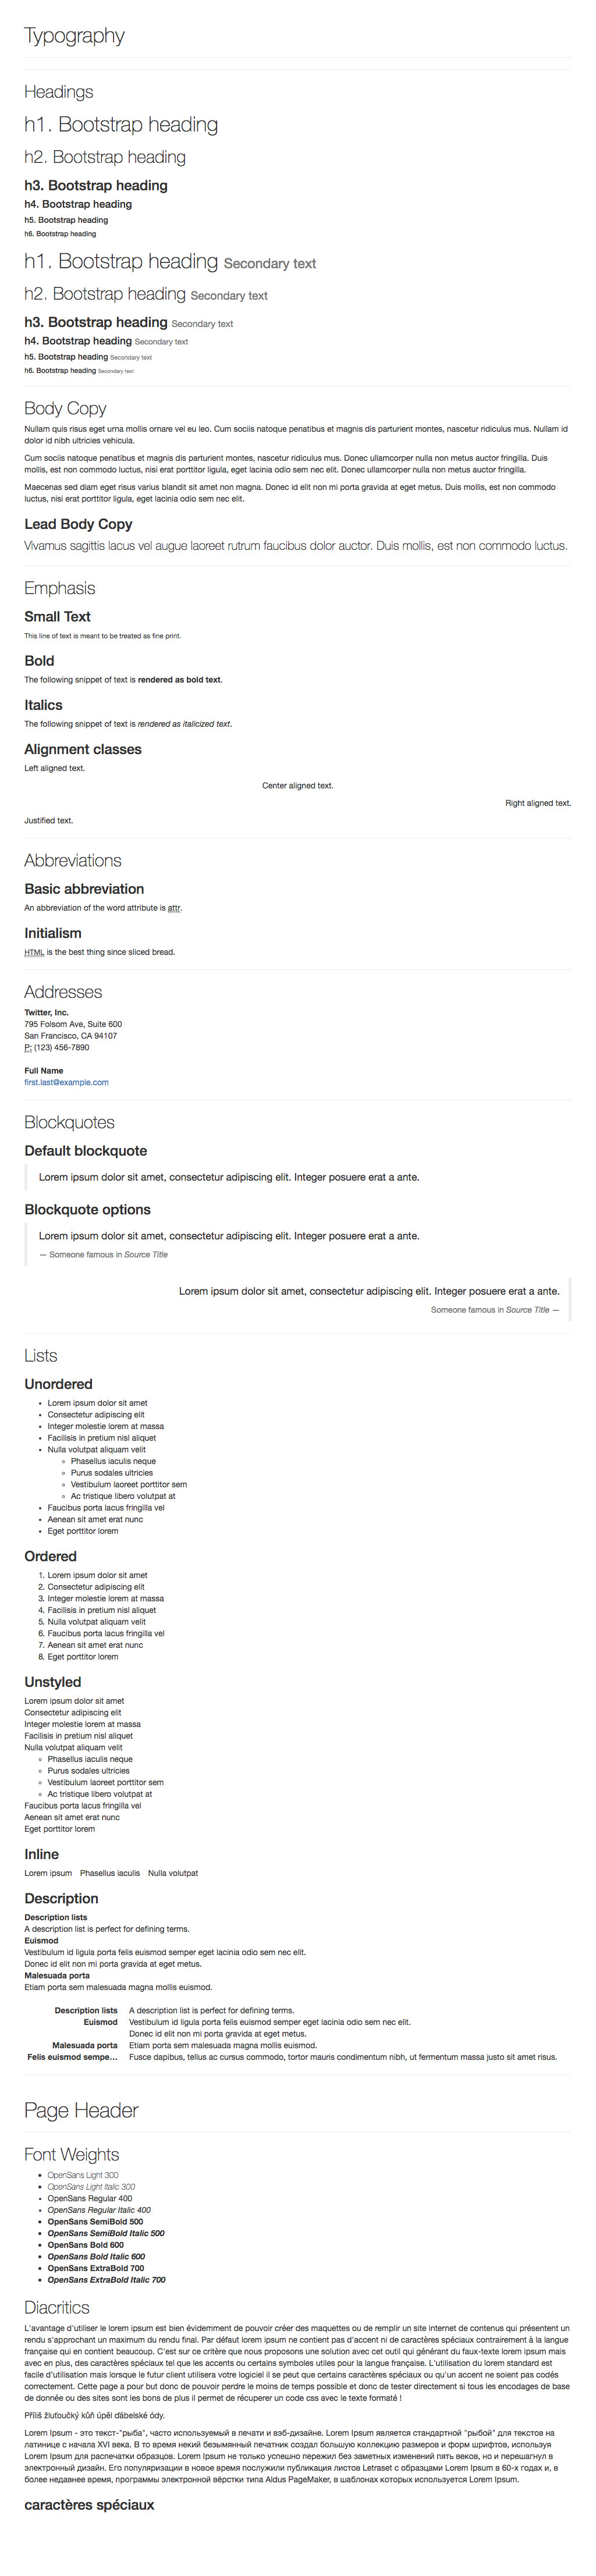 Typography
Headings
h1. Bootstrap heading
h2. Bootstrap heading
h3. Bootstrap heading
h4. Bootstrap heading
h5. Bootstrap heading
h6. Bootstrap heading
h1. Bootstrap heading Secondary text
h2. Bootstrap heading Secondary text
h3. Bootstrap heading Secondary text
h4. Bootstrap heading Secondary text
h5. Bootstrap heading Secondary text
h6. Bootstrap heading Secondary text
Body Copy
Nullam quis risus eget urna mollis ornare vel eu leo. Cum sociis natoque penatibus et magnis dis parturient montes, nascetur ridiculus mus. Nullam id
dolor id nibh ultricies vehicula.
Cum sociis natoque penatibus et magnis dis parturient montes, nascetur ridiculus mus. Donec ullamcorper nulla non metus auctor fringilla. Duis
mollis, est non commodo luctus, nisi erat porttitor ligula, eget lacinia odio sem nec elit. Donec ullamcorper nulla non metus auctor fringilla.
Maecenas sed diam eget risus varius blandit sit amet non magna. Donec id elit non mi porta gravida at eget metus. Duis mollis, est non commodo
luctus, nisi erat porttitor ligula, eget lacinia odio sem nec elit.
Lead Body Copy
Vivamus sagittis lacus vel augue laoreet rutrum faucibus dolor auctor. Duis mollis, est non commodo luctus.
Emphasis
Small Text
This line of text is meant to be treated as fine print.
Bold
The following snippet of text is rendered as bold text.
Italics
The following snippet of text is rendered as italicized text.
Alignment classes
Left aligned text.
Center aligned text.
Right aligned text.
Justified text.
Abbreviations
Basic abbreviation
An abbreviation of the word attribute is attr.
Initialism
HTML is the best thing since sliced bread.
Addresses
Twitter, Inc.
795 Folsom Ave, Suite 600
San Francisco, CA 94107
P: (123) 456-7890
Full Name
first.last@example.com
Blockquotes
Default blockquote
Lorem ipsum dolor sit amet, consectetur adipiscing elit. Integer posuere erat a ante.
Blockquote options
Lorem ipsum dolor sit amet, consectetur adipiscing elit. Integer posuere erat a ante.
— Someone famous in Source Title
Lorem ipsum dolor sit amet, consectetur adipiscing elit. Integer posuere erat a ante.
Someone famous in Source Title —
Lists
Unordered
• Lorem ipsum dolor sit amet
• Consectetur adipiscing elit
• Integer molestie lorem at massa
• Facilisis in pretium nisl aliquet
• Nulla volutpat aliquam velit
◦ Phasellus iaculis neque
◦ Purus sodales ultricies
◦ Vestibulum laoreet porttitor sem
◦ Ac tristique libero volutpat at
• Faucibus porta lacus fringilla vel
• Aenean sit amet erat nunc
• Eget porttitor lorem
Ordered
1. Lorem ipsum dolor sit amet
2. Consectetur adipiscing elit
3. Integer molestie lorem at massa
4. Facilisis in pretium nisl aliquet
5. Nulla volutpat aliquam velit
6. Faucibus porta lacus fringilla vel
7. Aenean sit amet erat nunc
8. Eget porttitor lorem
Unstyled
Lorem ipsum dolor sit amet
Consectetur adipiscing elit
Integer molestie lorem at massa
Facilisis in pretium nisl aliquet
Nulla volutpat aliquam velit
◦ Phasellus iaculis neque
◦ Purus sodales ultricies
◦ Vestibulum laoreet porttitor sem
◦ Ac tristique libero volutpat at
Faucibus porta lacus fringilla vel
Aenean sit amet erat nunc
Eget porttitor lorem
Inline
Lorem ipsum Phasellus iaculis Nulla volutpat
Description
Description lists
A description list is perfect for defining terms.
Euismod
Vestibulum id ligula porta felis euismod semper eget lacinia odio sem nec elit.
Donec id elit non mi porta gravida at eget metus.
Malesuada porta
Etiam porta sem malesuada magna mollis euismod.
Description lists A description list is perfect for defining terms.
Euismod Vestibulum id ligula porta felis euismod semper eget lacinia odio sem nec elit.
Donec id elit non mi porta gravida at eget metus.
Malesuada porta Etiam porta sem malesuada magna mollis euismod.
Felis euismod sempe... Fusce dapibus, tellus ac cursus commodo, tortor mauris condimentum nibh, ut fermentum massa justo sit amet risus.
Page Header
Font Weights
• OpenSans Light 300
• OpenSans Light Italic 300
• OpenSans Regular 400
• OpenSans Regular Italic 400
• OpenSans SemiBold 500
• OpenSans SemiBold Italic 500
• OpenSans Bold 600
• OpenSans Bold Italic 600
• OpenSans ExtraBold 700
• OpenSans ExtraBold Italic 700
Diacritics
L'avantage d'utiliser le lorem ipsum est bien évidemment de pouvoir créer des maquettes ou de remplir un site internet de contenus qui présentent un
rendu s'approchant un maximum du rendu final. Par défaut lorem ipsum ne contient pas d'accent ni de caractères spéciaux contrairement à la langue
française qui en contient beaucoup. C'est sur ce critère que nous proposons une solution avec cet outil qui générant du faux-texte lorem ipsum mais
avec en plus, des caractères spéciaux tel que les accents ou certains symboles utiles pour la langue française. L'utilisation du lorem standard est
facile d'utilisation mais lorsque le futur client utilisera votre logiciel il se peut que certains caractères spéciaux ou qu'un accent ne soient pas codés
correctement. Cette page a pour but donc de pouvoir perdre le moins de temps possible et donc de tester directement si tous les encodages de base
de donnée ou des sites sont les bons de plus il permet de récuperer un code css avec le texte formaté !
Příliš žluťoučký kůň úpěl ďábelské ódy.
Lorem Ipsum - это текст-"рыба", часто используемый в печати и вэб-дизайне. Lorem Ipsum является стандартной "рыбой" для текстов на
латинице с начала XVI века. В то время некий безымянный печатник создал большую коллекцию размеров и форм шрифтов, используя
Lorem Ipsum для распечатки образцов. Lorem Ipsum не только успешно пережил без заметных изменений пять веков, но и перешагнул в
электронный дизайн. Его популяризации в новое время послужили публикация листов Letraset с образцами Lorem Ipsum в 60-х годах и, в
более недавнее время, программы электронной вёрстки типа Aldus PageMaker, в шаблонах которых используется Lorem Ipsum.
caractères spéciaux